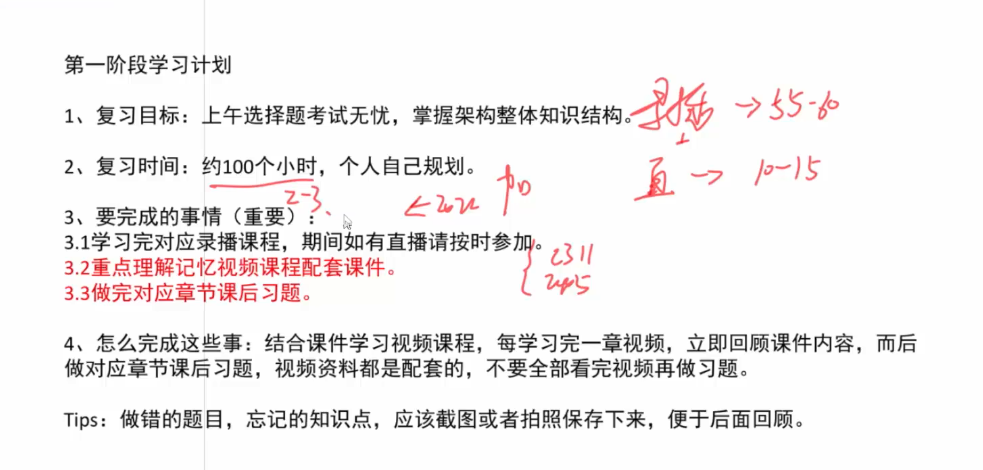 第一阶段学习计划
1、复习目标：上午选择题考试无忧，掌握架构整体知识结构。
录播 → 55-60
+
2、复习时间：约100个小时，个人自己规划。
直 → 10-15
2-3.
3、要完成的事情（重要）：
3.1学习完对应录播课程，期间如有直播请按时参加。
2311
2405
3.2重点理解记忆视频课程配套课件。
3.3做完对应章节课后习题。
4、怎么完成这些事：结合课件学习视频课程，每学习完一章视频，立即回顾课件内容，而后
做对应章节课后习题，视频资料都是配套的，不要全部看完视频再做习题。
Tips：做错的题目，忘记的知识点，应该截图或者拍照保存下来，便于后面回顾。